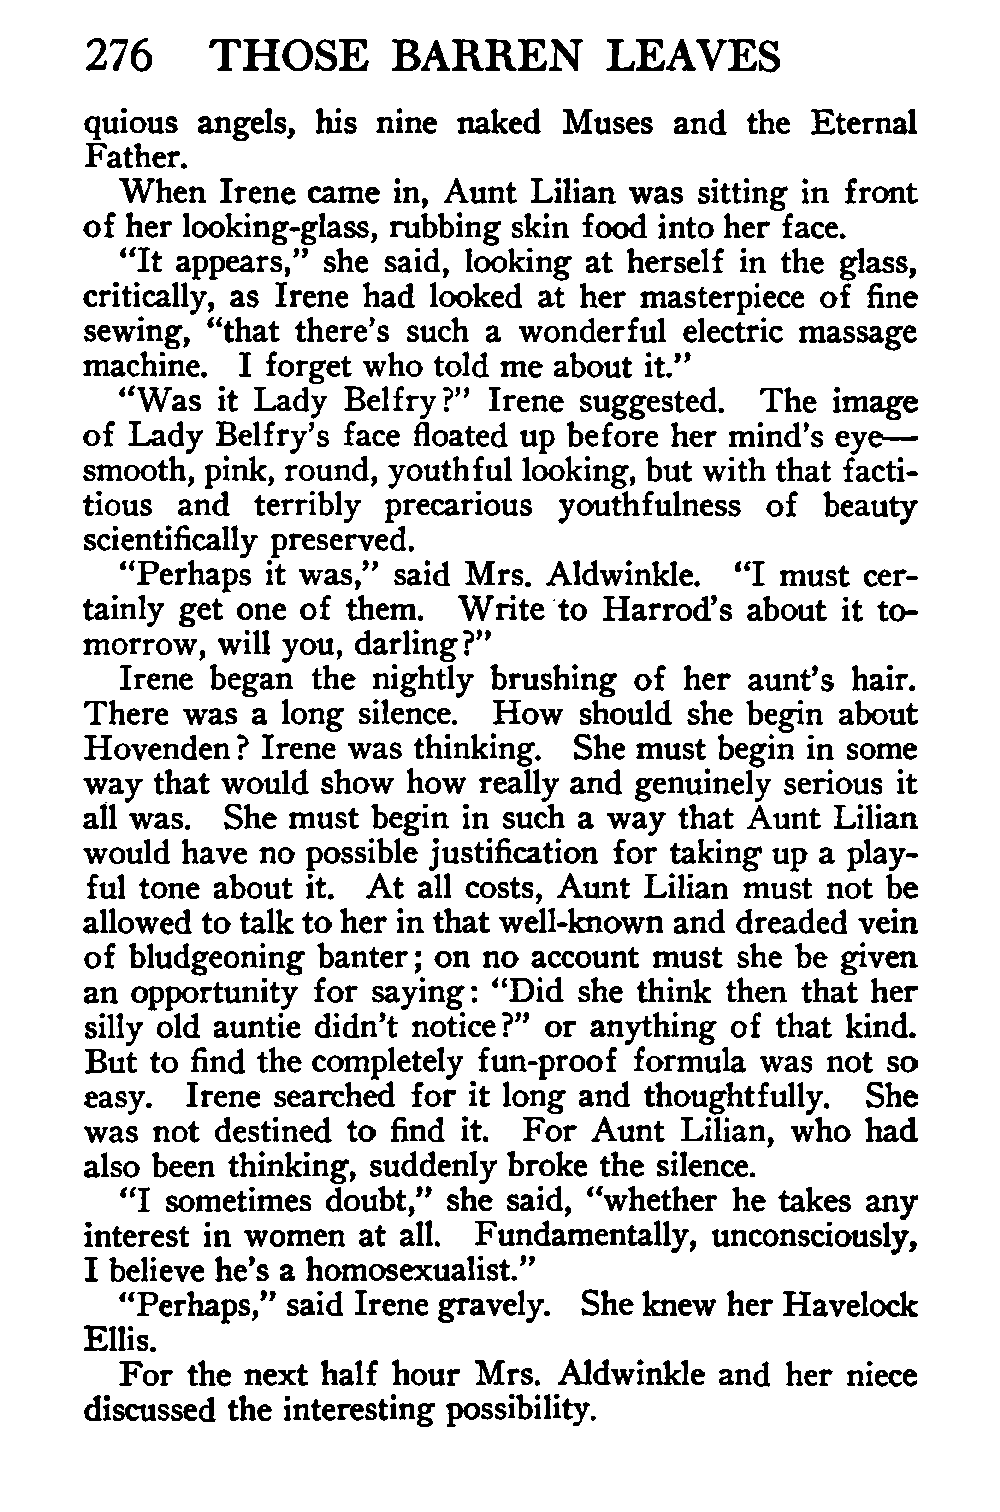 276 THOSE BARREN LEAVES
quious angels, his nine naked Muses and the Eternal
Father.
When Irene came in, Aunt Lilian was sitting in front
of her looking-glass, rubbing skin food into her face.
“It appears,” she said, looking at herself in the glass,
critically, as Irene had looked at her masterpiece of fine
sewing, “that there’s such a wonderful electric massage
machine. I forget who told me about it.”
“Was it Lady Belfry?” Irene suggested. The image
of Lady Belfry’s face floated up before her mind’s eye—
smooth, pink, round, youthful looking, but with that facti-
tious and terribly precarious youthfulness of beauty
scientifically preserved.
“Perhaps it was,” said Mrs. Aldwinkle. “I must cer-
tainly get one of them. Write to Harrod’s about it to-
morrow, will you, darling?”
Irene began the nightly brushing of her aunt’s hair.
There was a long silence. How should she begin about
Hovenden? Irene was thinking. She must begin in some
way that would show how really and genuinely serious it
all was. She must begin in such a way that Aunt Lilian
would have no possible justification for taking up a play-
ful tone about it. At all costs, Aunt Lilian must not be
allowed to talk to her in that well-known and dreaded vein
of bludgeoning banter; on no account must she be given
an opportunity for saying: “Did she think then that her
silly old auntie didn’t notice?” or anything of that kind.
But to find the completely fun-proof formula was not so
easy. Irene searched for it long and thoughtfully. She
was not destined to find it. For Aunt Lilian, who had
also been thinking, suddenly broke the silence.
“I sometimes doubt,” she said, “whether he takes any
interest in women at all. Fundamentally, unconsciously,
I believe he’s a homosexualist.”
“Perhaps,” said Irene gravely. She knew her Havelock
Ellis.
For the next half hour Mrs. Aldwinkle and her niece
discussed the interesting possibility.